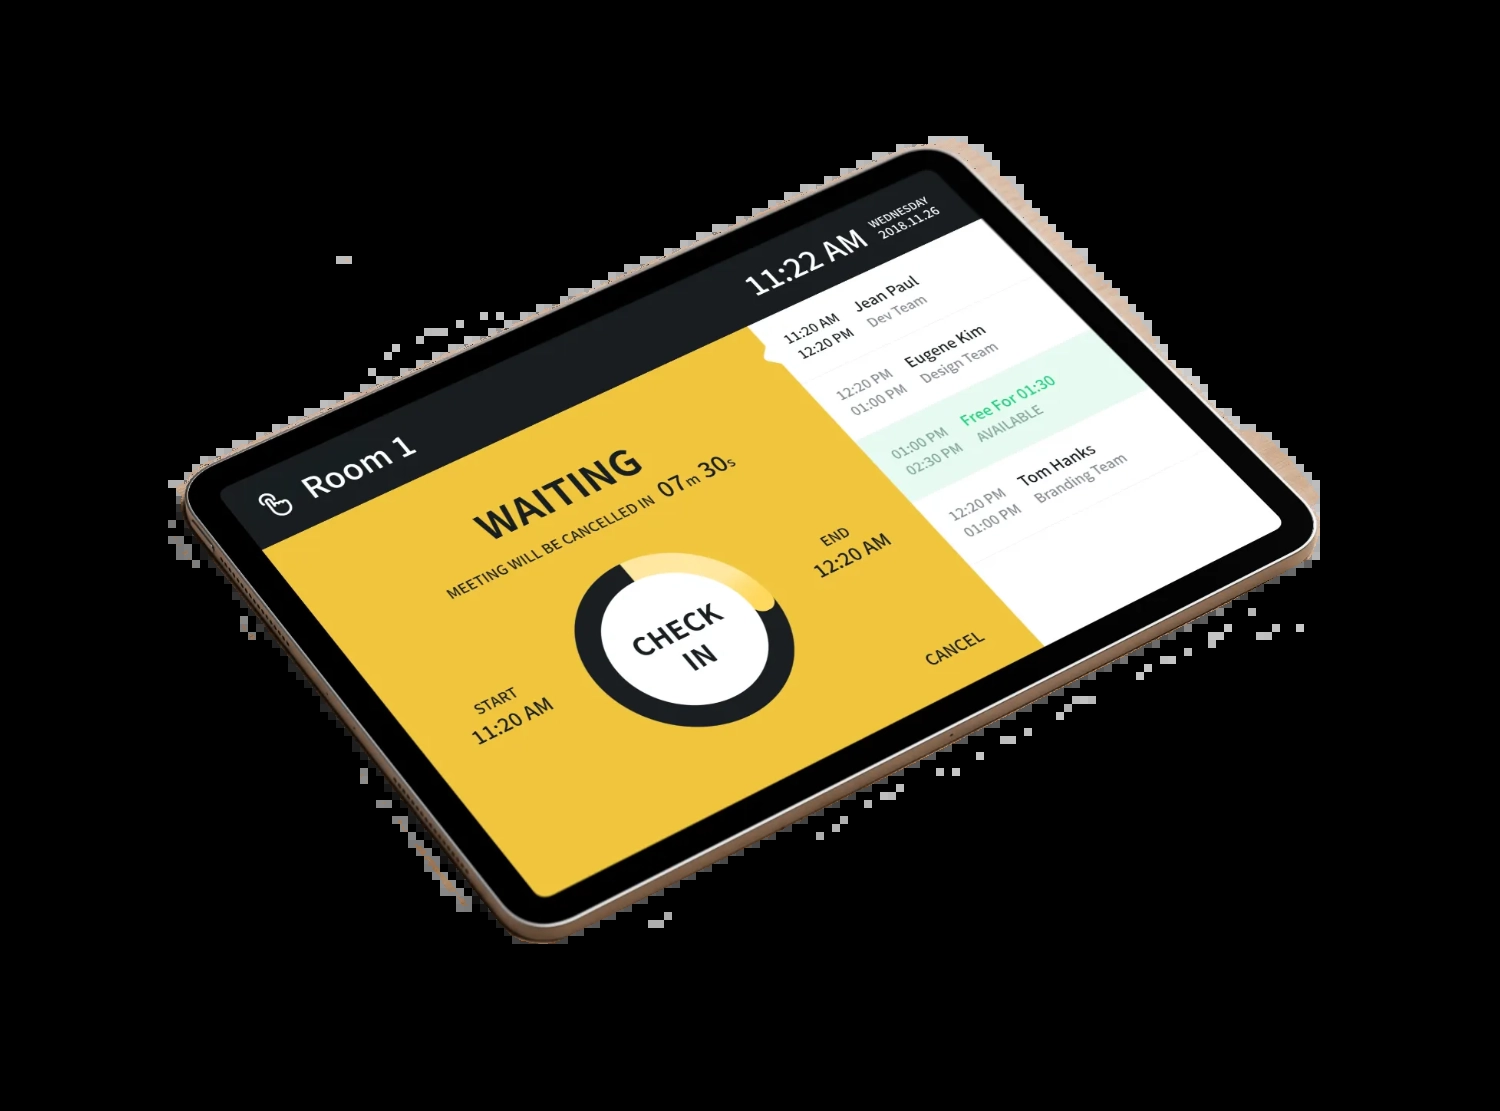 Room 1
11:22 AM
WEDNESDAY
2018.11.26
WAITING
MEETING WILL BE CANCELLED IN 07m 30s
CHECK
IN
START
11:20 AM
END
12:20 AM
CANCEL
11:20 AM
12:20 PM
Jean Paul
Dev Team
12:20 PM
01:00 PM
Eugene Kim
Design Team
01:00 PM
02:30 PM
Free For 01:30
AVAILABLE
12:20 PM
01:00 PM
Tom Hanks
Branding Team